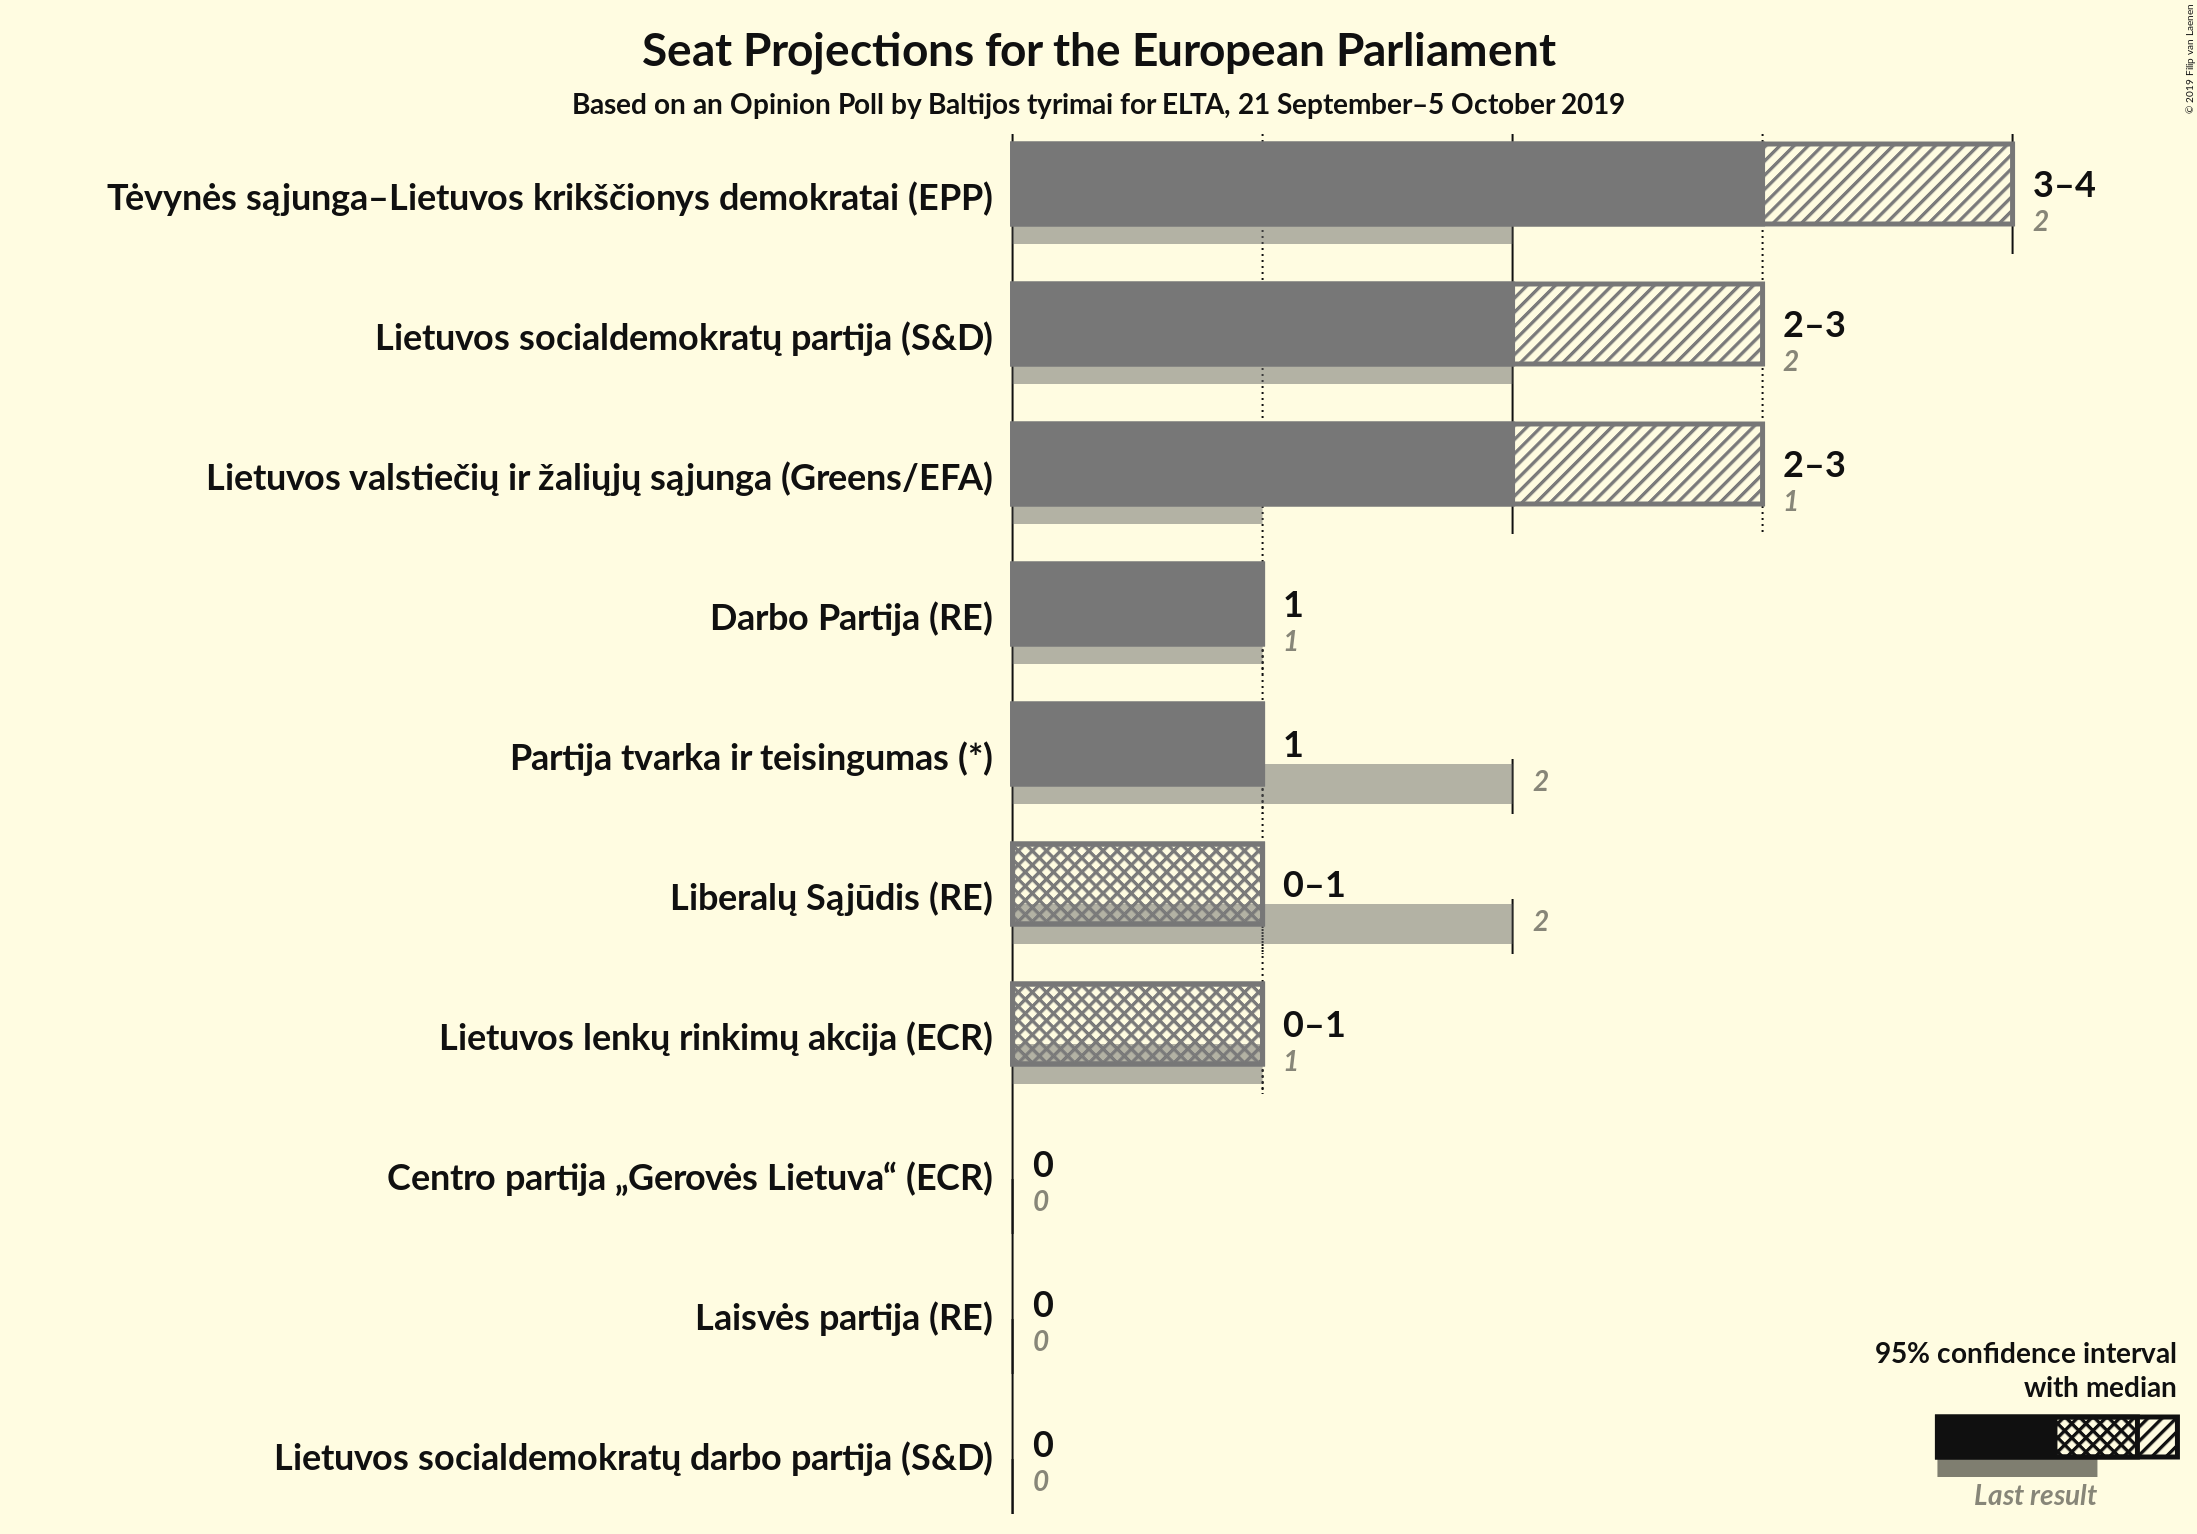 Seat Projections for the European Parliament
Based on an Opinion Poll by Baltijos tyrimai for ELTA, 21 September–5 October 2019
© 2019 Filip van Laenen
Tėvynės sąjunga–Lietuvos krikščionys demokratai (EPP)
3–4
2
Lietuvos socialdemokratų partija (S&D)
2–3
2
Lietuvos valstiečių ir žaliųjų sąjunga (Greens/EFA)
2–3
1
Darbo Partija (RE)
1
1
Partija tvarka ir teisingumas (*)
1
2
Liberalų Sąjūdis (RE)
0–1
2
Lietuvos lenkų rinkimų akcija (ECR)
0–1
1
Centro partija „Gerovės Lietuva“ (ECR)
0
0
Laisvės partija (RE)
0
0
Lietuvos socialdemokratų darbo partija (S&D)
0
0
95% confidence interval
with median
Last result